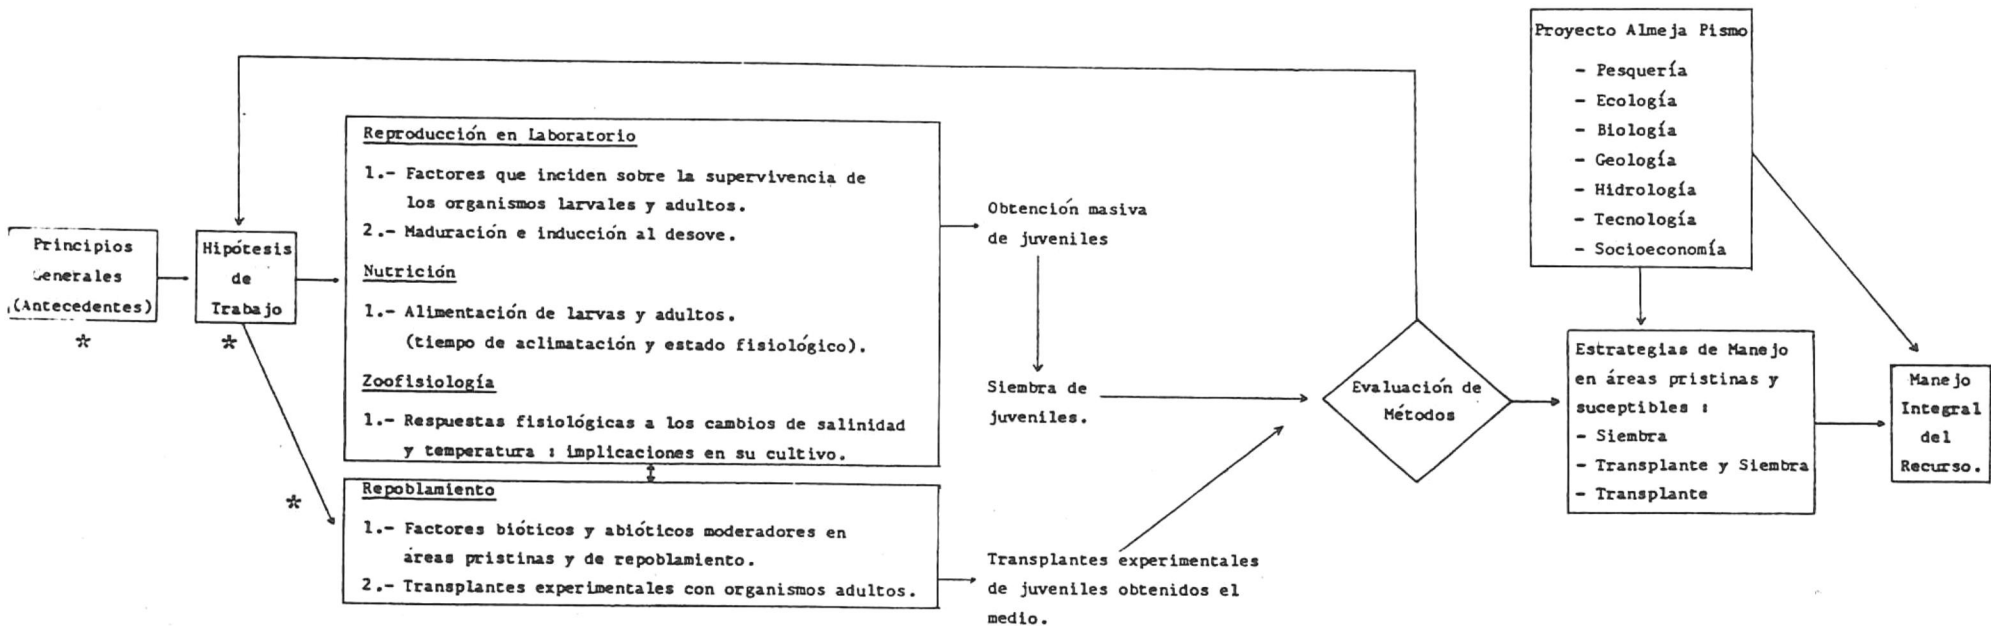 Principios
Generales
(Antecedentes)
*
Hipótesis
de
Trabajo
*
*
Reproducción en Laboratorio
1.- Factores que inciden sobre la supervivencia de
los organismos larvales y adultos.
2.- Maduración e inducción al desove.
Nutrición
1.- Alimentación de larvas y adultos.
(tiempo de aclimatación y estado fisiológico).
Zoofisiología
1.- Respuestas fisiológicas a los cambios de salinidad
y temperatura : implicaciones en su cultivo.
Repoblamiento
1.- Factores bióticos y abióticos moderadores en
áreas pristinas y de repoblamiento.
2.- Transplantes experimentales con organismos adultos.
Obtención masiva
de juveniles
Siembra de
juveniles.
Transplantes experimentales
de juveniles obtenidos el
medio.
Evaluación de
Métodos
Proyecto Almeja Pismo
- Pesquería
- Ecología
- Biología
- Geología
- Hidrología
- Tecnología
- Socioeconomía
Estrategias de Manejo
en áreas pristinas y
suceptibles :
- Siembra
- Transplante y Siembra
- Transplante
Manejo
Integral
del
Recurso.